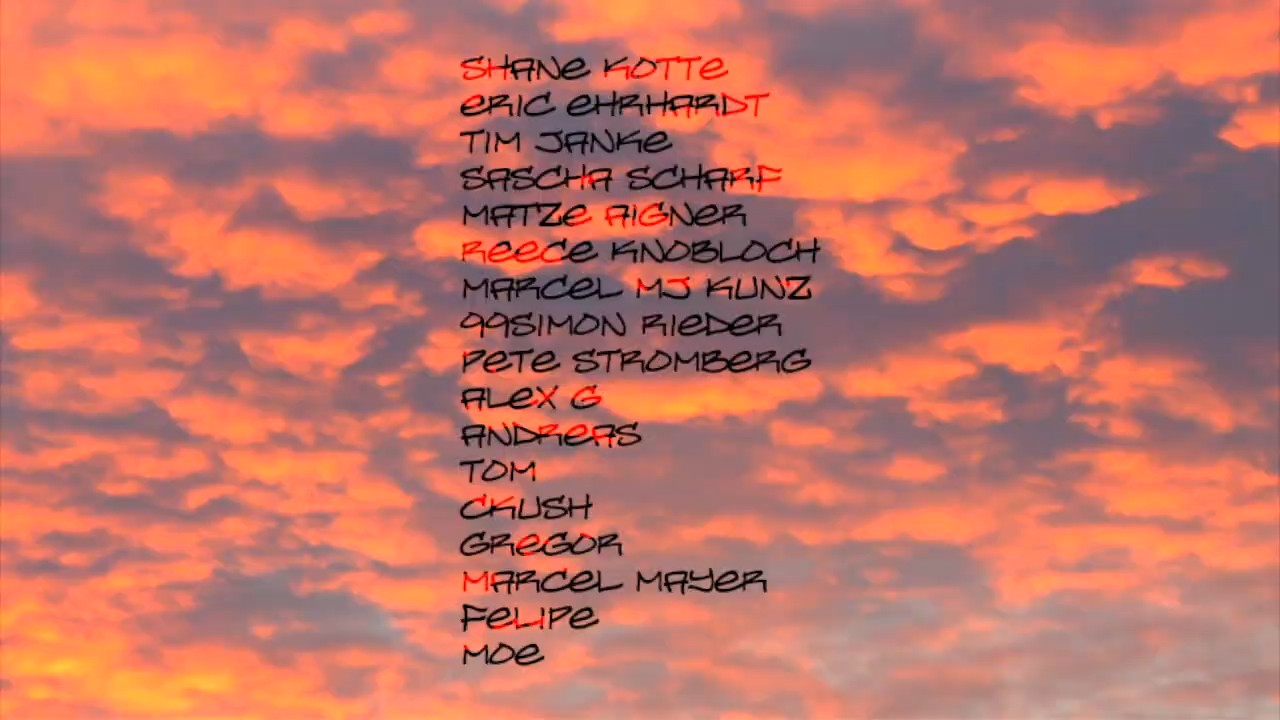 SHANE KOTTE
ERIC EHRHARDT
TIM JANKE
SASCHA SCHARF
MATZE AIGNER
REECE KNOBLOCH
MARCEL MJ KUNZ
99SIMON RIEDER
PETE STROMBERG
ALEX G
ANDREAS
TOM
CKUSH
GREGOR
MARCEL MAYER
FELIPE
MOE